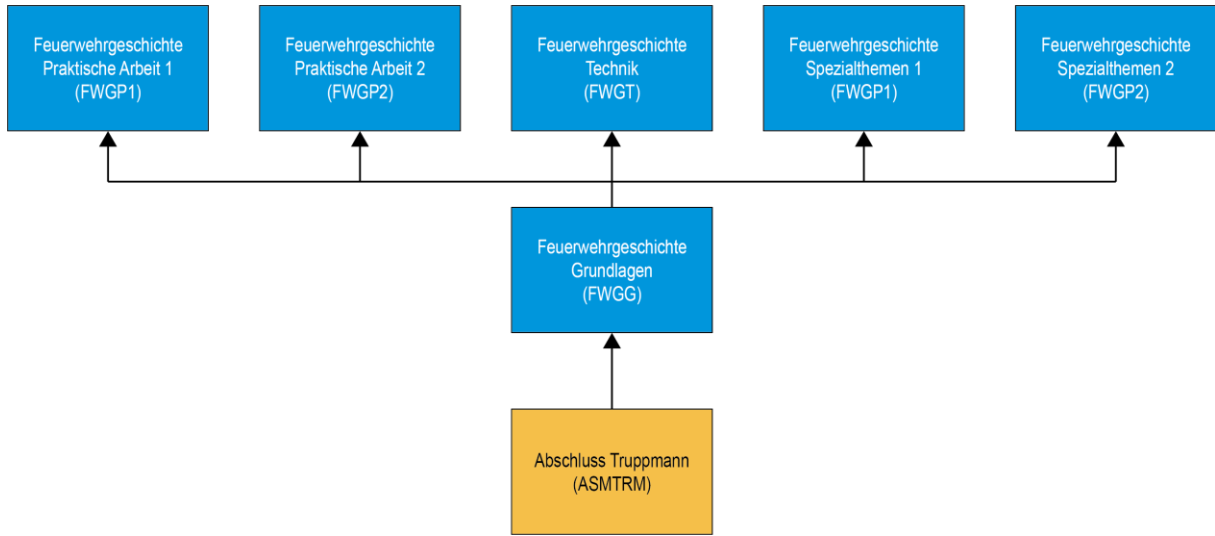 Feuerwehrgeschichte
Praktische Arbeit 1
(FWGP1)
Feuerwehrgeschichte
Praktische Arbeit 2
(FWGP2)
Feuerwehrgeschichte
Technik
(FWGT)
Feuerwehrgeschichte
Spezialthemen 1
(FWGP1)
Feuerwehrgeschichte
Spezialthemen 2
(FWGP2)
Feuerwehrgeschichte
Grundlagen
(FWGG)
Abschluss Truppmann
(ASMTRM)